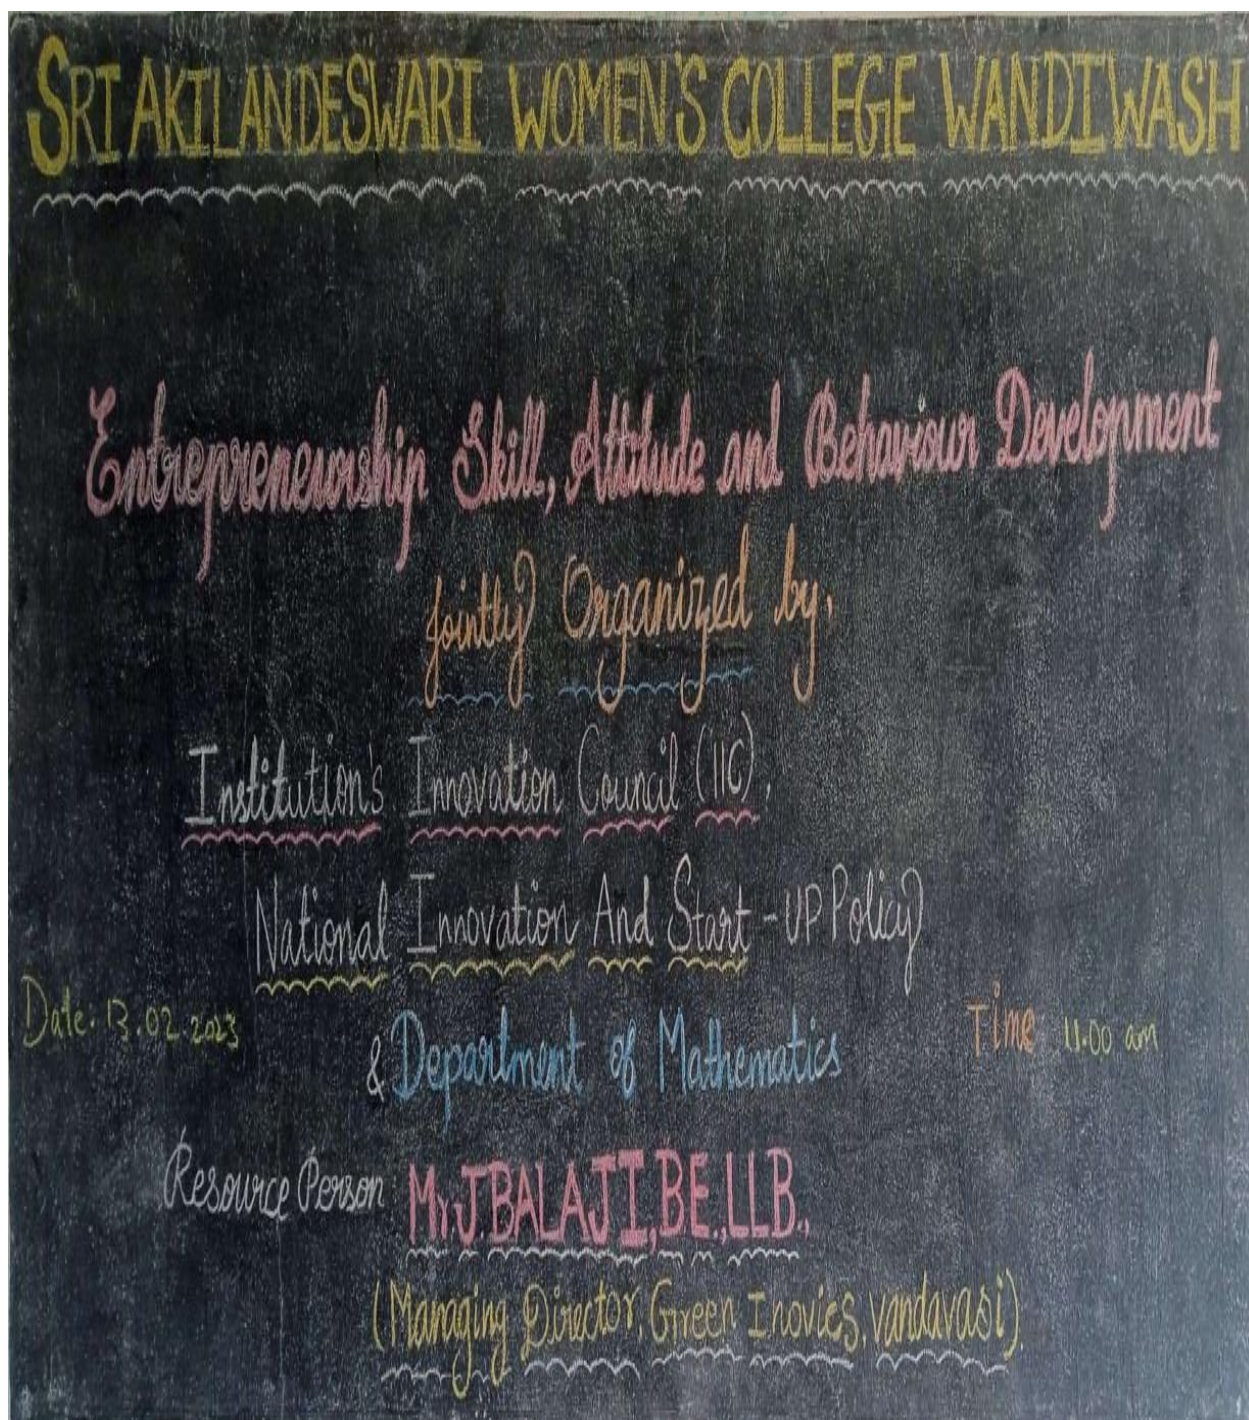 SRI AKILANDESWARI WOMEN'S COLLEGE WANDIWASH
Entrepreneurship Skill, Attitude and Behaviour Development
Jointly Organized by,
Institution's Innovation Council (IIC),
National Innovation And Start-UP Policy
Date: 13.02.2023
& Department of Mathematics
Time 11.00 am
Resource Person: Mr.J.BALAJI,BE.,LLB.,
(Managing Director, Green Inovies, Vandavasi).